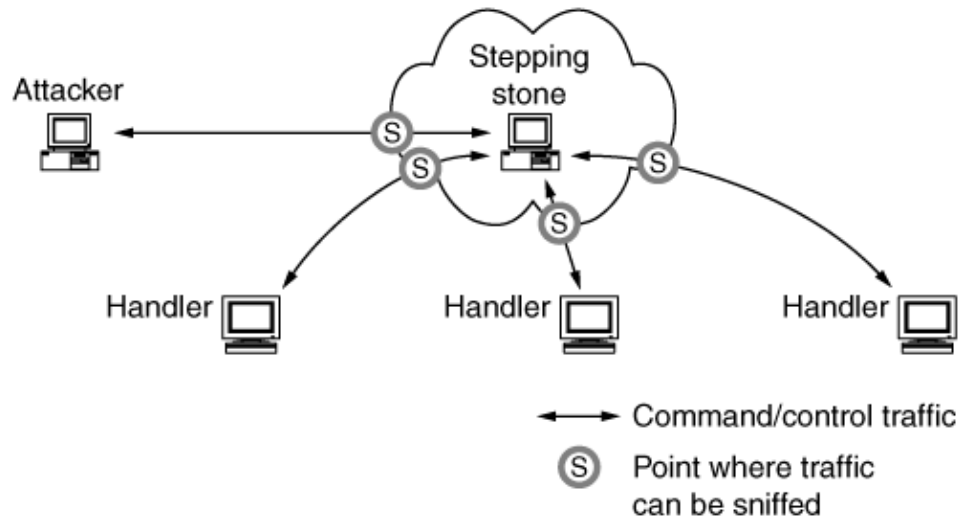 Stepping
stone
Attacker
S
S
S
S
Handler
Handler
Handler
Command/control traffic
S
Point where traffic
can be sniffed